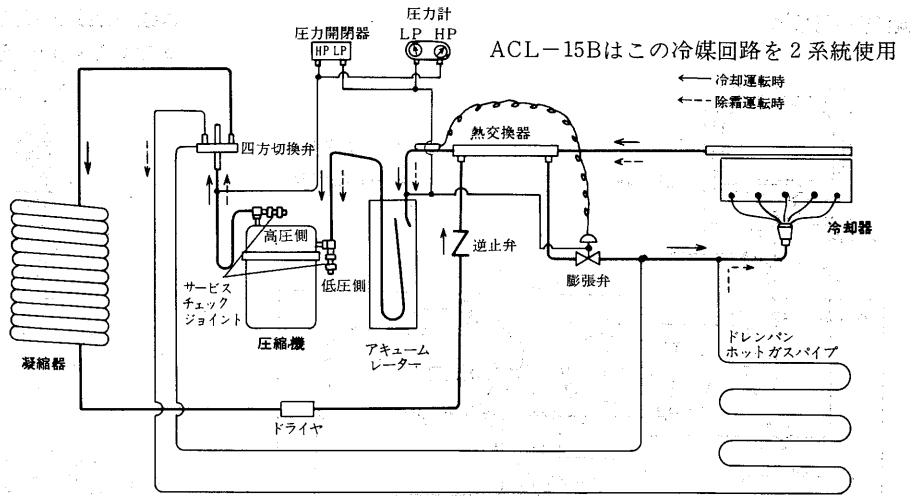 圧力開閉器
HP LP
圧力計
LP HP
ACL-15Bはこの冷媒回路を2系統使用
冷却運転時
除霜運転時
四方切換弁
熱交換器
冷却器
高圧側
低圧側
サービス
チェック
ジョイント
圧縮機
逆止弁
膨張弁
アキューム
レーター
凝縮器
ドライヤ
ドレンパン
ホットガスパイプ